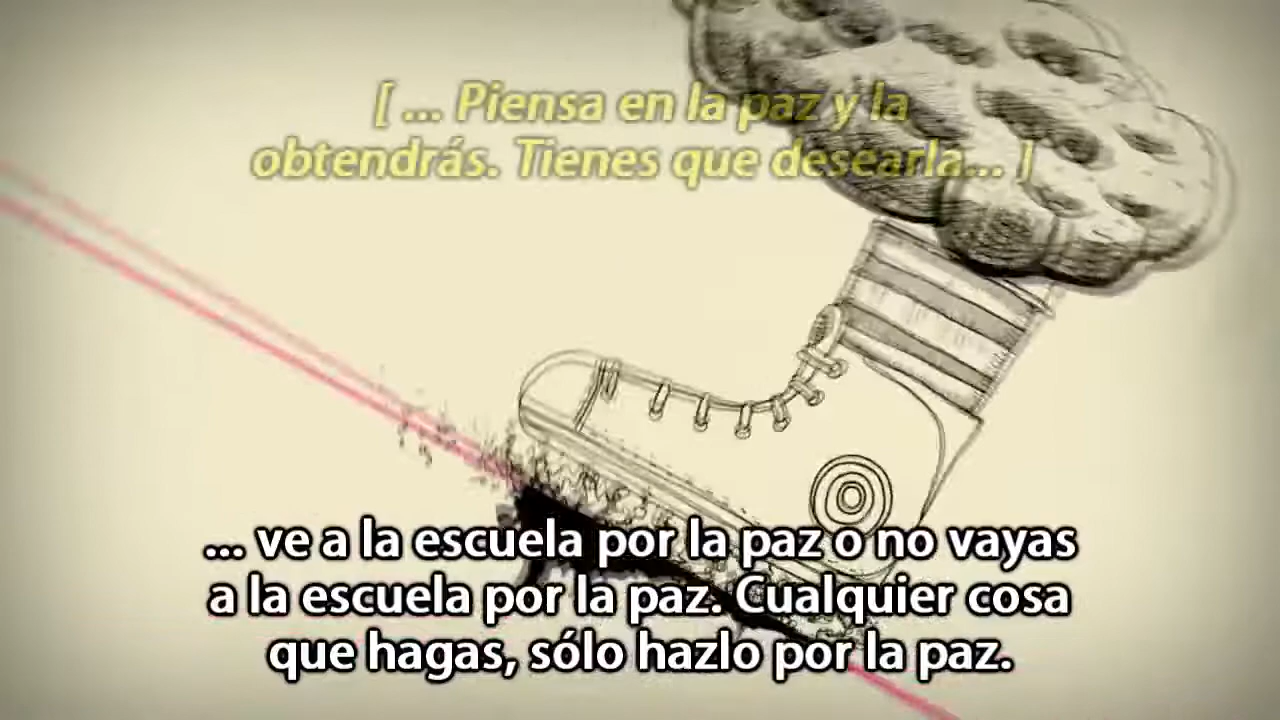 [ ... Piensa en la paz y la
obtendrás. Tienes que desearla... ]
... ve a la escuela por la paz o no vayas
a la escuela por la paz. Cualquier cosa
que hagas, sólo hazlo por la paz.